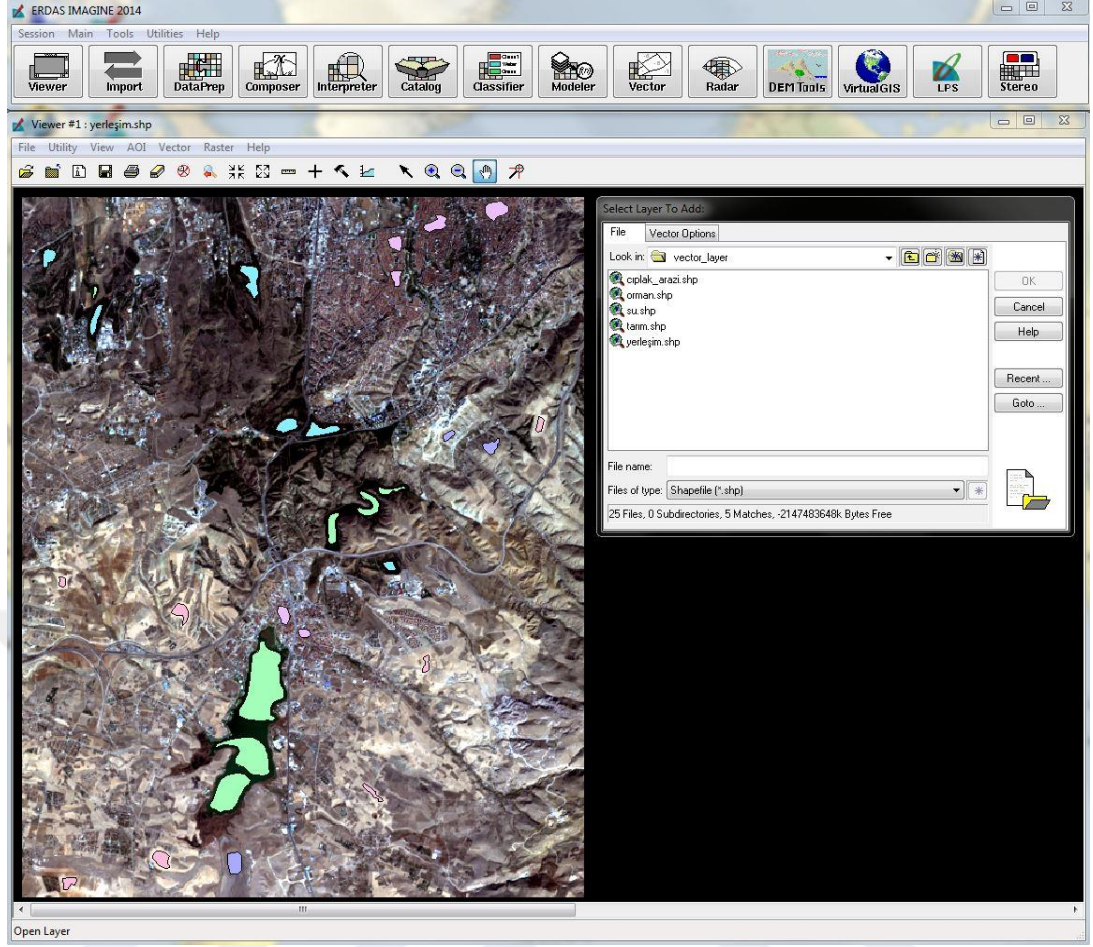 ERDAS IMAGINE 2014
Session Main Tools Utilities Help
Viewer Import DataPrep Composer Interpreter Catalog Classifier Modeler Vector Radar DEM Tools VirtualGIS LPS Stereo
Viewer #1 : yerleşim.shp
File Utility View AOI Vector Raster Help
Select Layer To Add:
File Vector Options
Look in: vector_layer
cıplak_arazi.shp
orman.shp
su.shp
tarım.shp
yerleşim.shp
OK
Cancel
Help
Recent ...
Goto ...
File name:
Files of type: Shapefile (*.shp)
25 Files, 0 Subdirectories, 5 Matches, -2147483648k Bytes Free
Open Layer